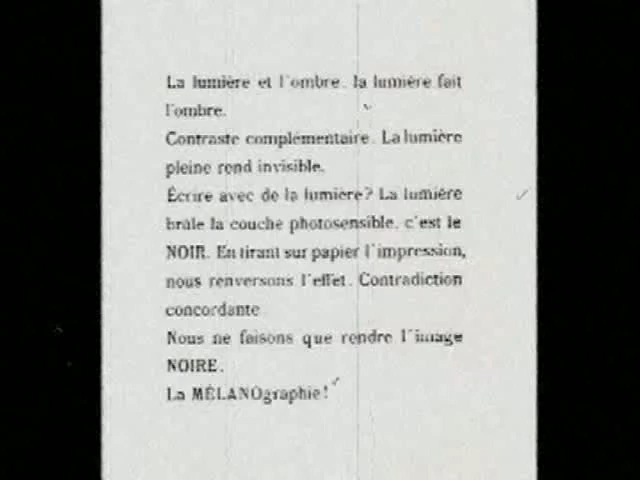 La lumière et l'ombre. la lumière fait
l'ombre.
Contraste complémentaire. La lumière
pleine rend invisible.
Écrire avec de la lumière? La lumière
brûle la couche photosensible. c'est le
NOIR. En tirant sur papier l'impression,
nous renversons l'effet. Contradiction
concordante
Nous ne faisons que rendre l'image
NOIRE.
La MÉLANOgraphie!